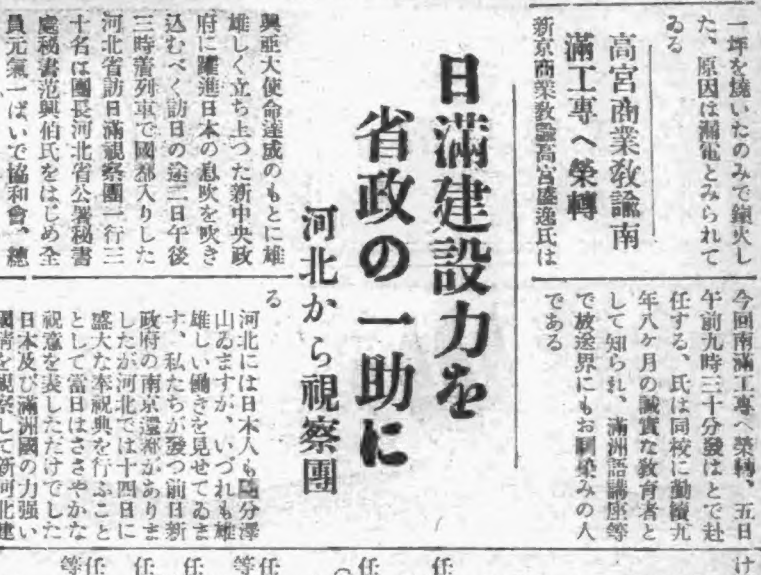 一坪を燒いたのみで鎭火し
た、原因は漏電とみられて
ゐる
高宮商業教諭南
滿工專へ榮轉
新京商業教諭高宮盛逸氏は
今回南滿工專へ榮轉、五日
午前九時三十分發はとで赴
任する、氏は同校に勤續九
年八ケ月の誠實な教育者と
して知られ、滿洲語講座等
で放送界にもお馴染みの人
である
日滿建設力を
省政の一助に
河北から視察團
興亞大使命達成のもとに雄
雄しく立ち上つた新中央政
府に躍進日本の息吹を吹き
込むべく訪日の途二日午後
三時着列車で國都入りした
河北省訪日滿視察團一行三
十名は團長河北省公署秘書
處秘書范興伯氏をはじめ全
員元氣一ぱいで協和會、總
る
河北には日本人も隨分澤
山ゐますが、いづれも雄
雄しい働きを見せてゐま
す、私たちが發つ前日新
政府の南京還都がありま
したが河北では十四日に
盛大な奉祝典を行ふこと
として當日はささやかな
祝意を表しただけでした
日本及び滿洲國の力強い
國情を視察して新河北建
け
任
任
等任
任
任
等任